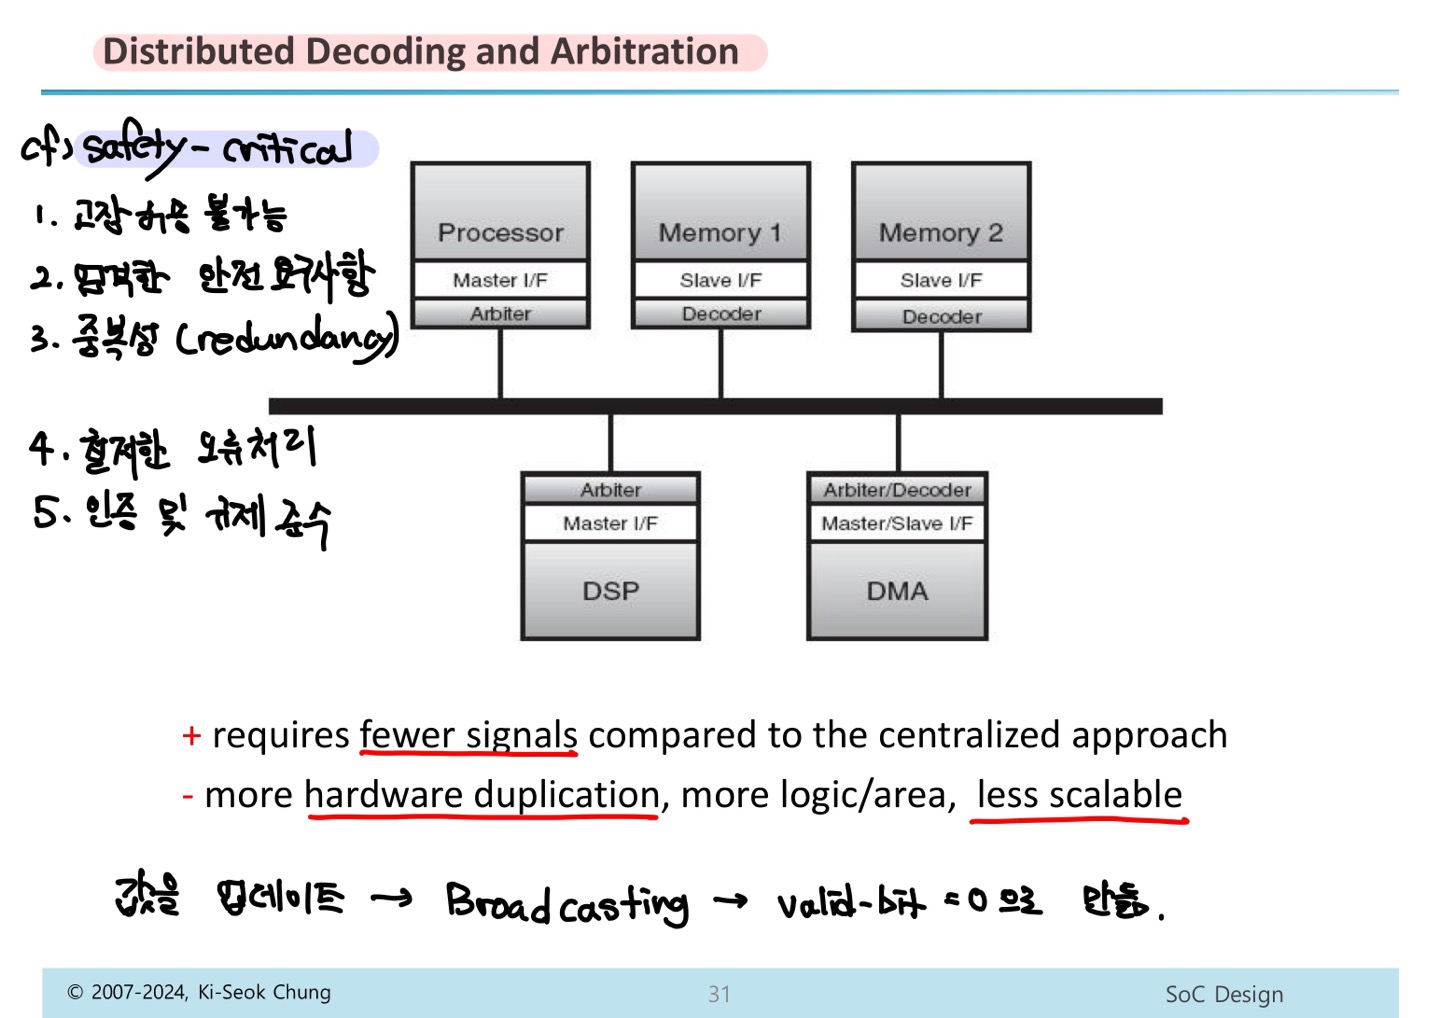 Distributed Decoding and Arbitration
cf) safety-critical
1. 고장 허용 불가능
2. 엄격한 안전 요구사항
3. 중복성 (redundancy)
4. 철저한 오류처리
5. 인증 및 규제 준수
Processor
Master I/F
Arbiter
Memory 1
Slave I/F
Decoder
Memory 2
Slave I/F
Decoder
Arbiter
Master I/F
DSP
Arbiter/Decoder
Master/Slave I/F
DMA
+ requires fewer signals compared to the centralized approach
- more hardware duplication, more logic/area, less scalable
값을 업데이트 → Broadcasting → valid-bit = 0 으로 만듦.
© 2007-2024, Ki-Seok Chung
31
SoC Design